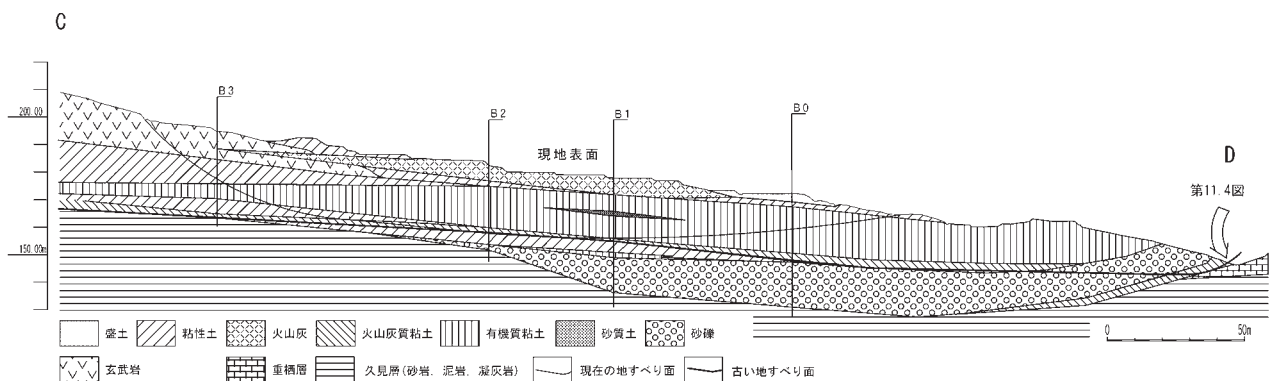 C
B3
B2
B1
B0
200.00
現地表面
D
第11.4図
150.00m
盛土 粘性土 火山灰 火山灰質粘土 有機質粘土 砂質土 砂礫
0 50m
玄武岩 重栖層 久見層(砂岩、泥岩、凝灰岩) 現在の地すべり面 古い地すべり面